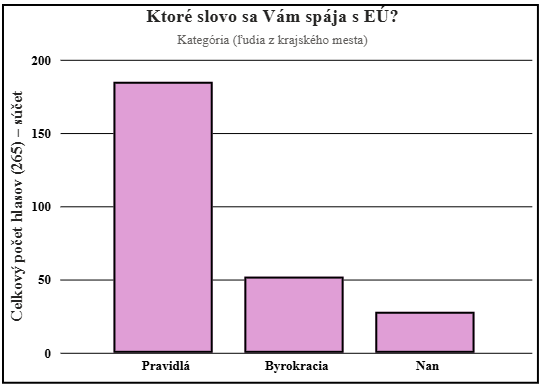 Ktoré slovo sa Vám spája s EÚ?
Kategória (ľudia z krajského mesta)
Celkový počet hlasov (265) – súčet
200
150
100
50
0
Pravidlá
Byrokracia
Nan